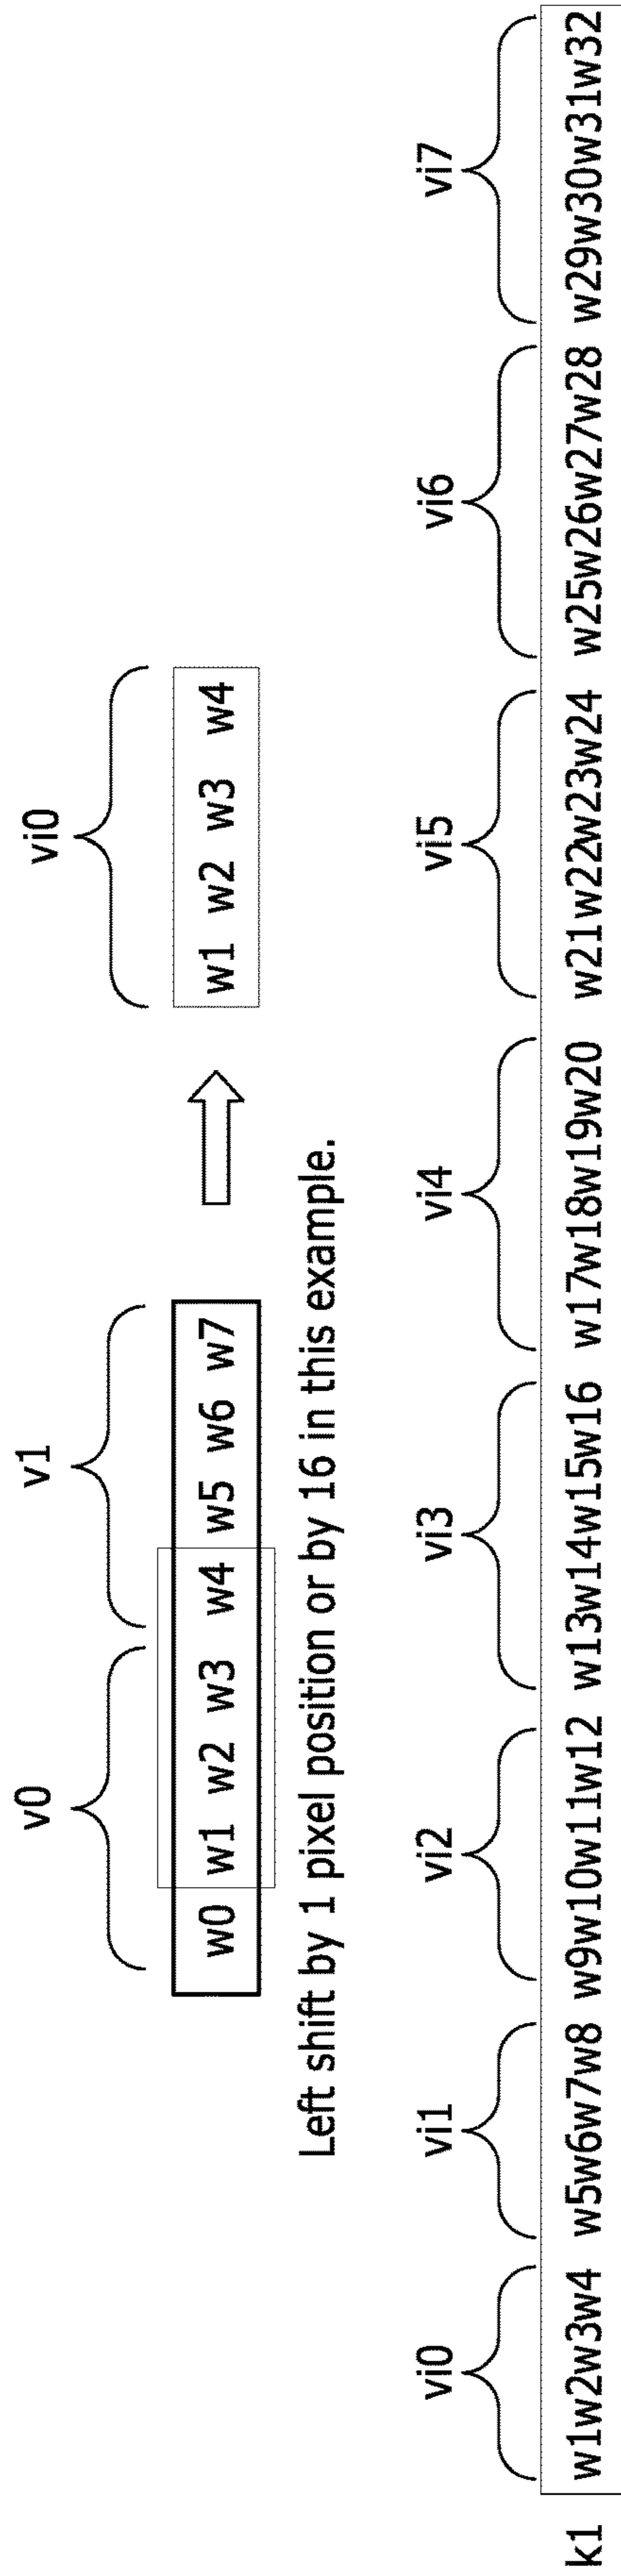 v0 v1 vi0
w0 w1 w2 w3 w4 w5 w6 w7 w1 w2 w3 w4
Left shift by 1 pixel position or by 16 in this example.
vi0 vi1 vi2 vi3 vi4 vi5 vi6 vi7
k1 w1w2w3w4 w5w6w7w8 w9w10w11w12 w13w14w15w16 w17w18w19w20 w21w22w23w24 w25w26w27w28 w29w30w31w32